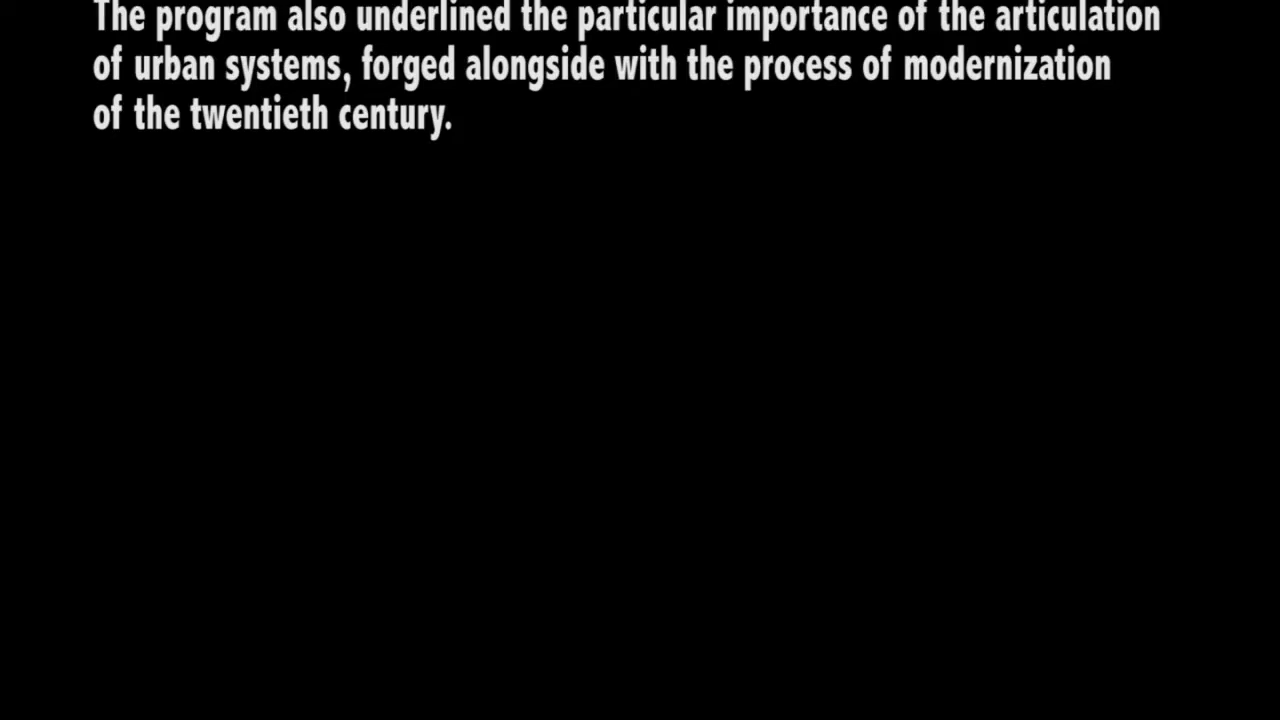 The program also underlined the particular importance of the articulation
of urban systems, forged alongside with the process of modernization
of the twentieth century.